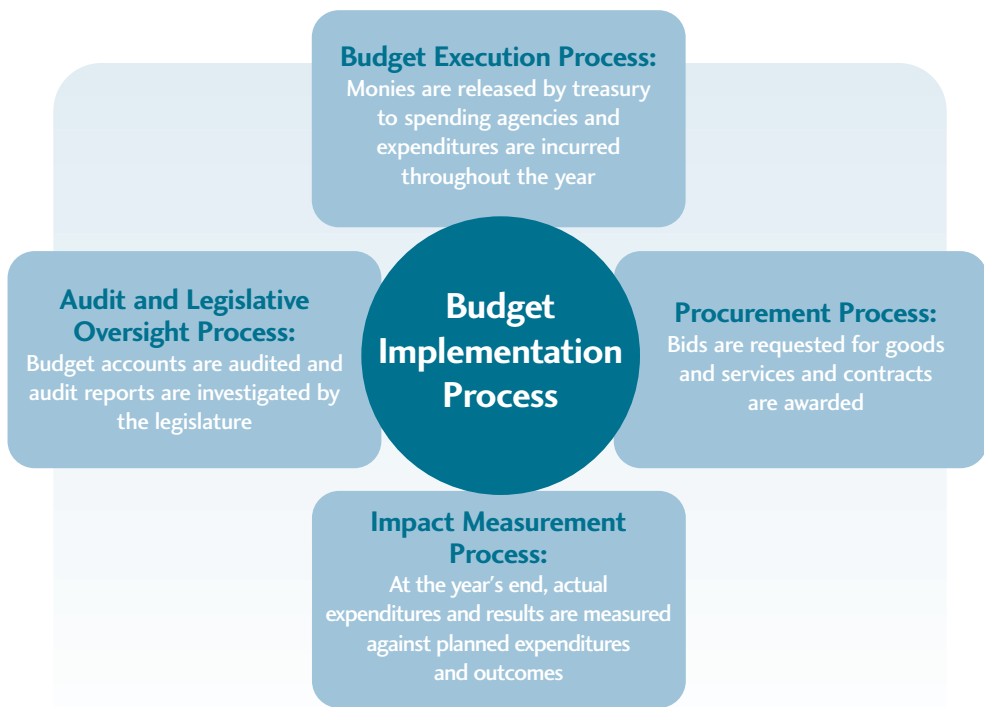 Budget Execution Process:
Monies are released by treasury
to spending agencies and
expenditures are incurred
throughout the year
Audit and Legislative
Oversight Process:
Budget accounts are audited and
audit reports are investigated by
the legislature
Budget
Implementation
Process
Procurement Process:
Bids are requested for goods
and services and contracts
are awarded
Impact Measurement
Process:
At the year's end, actual
expenditures and results are measured
against planned expenditures
and outcomes